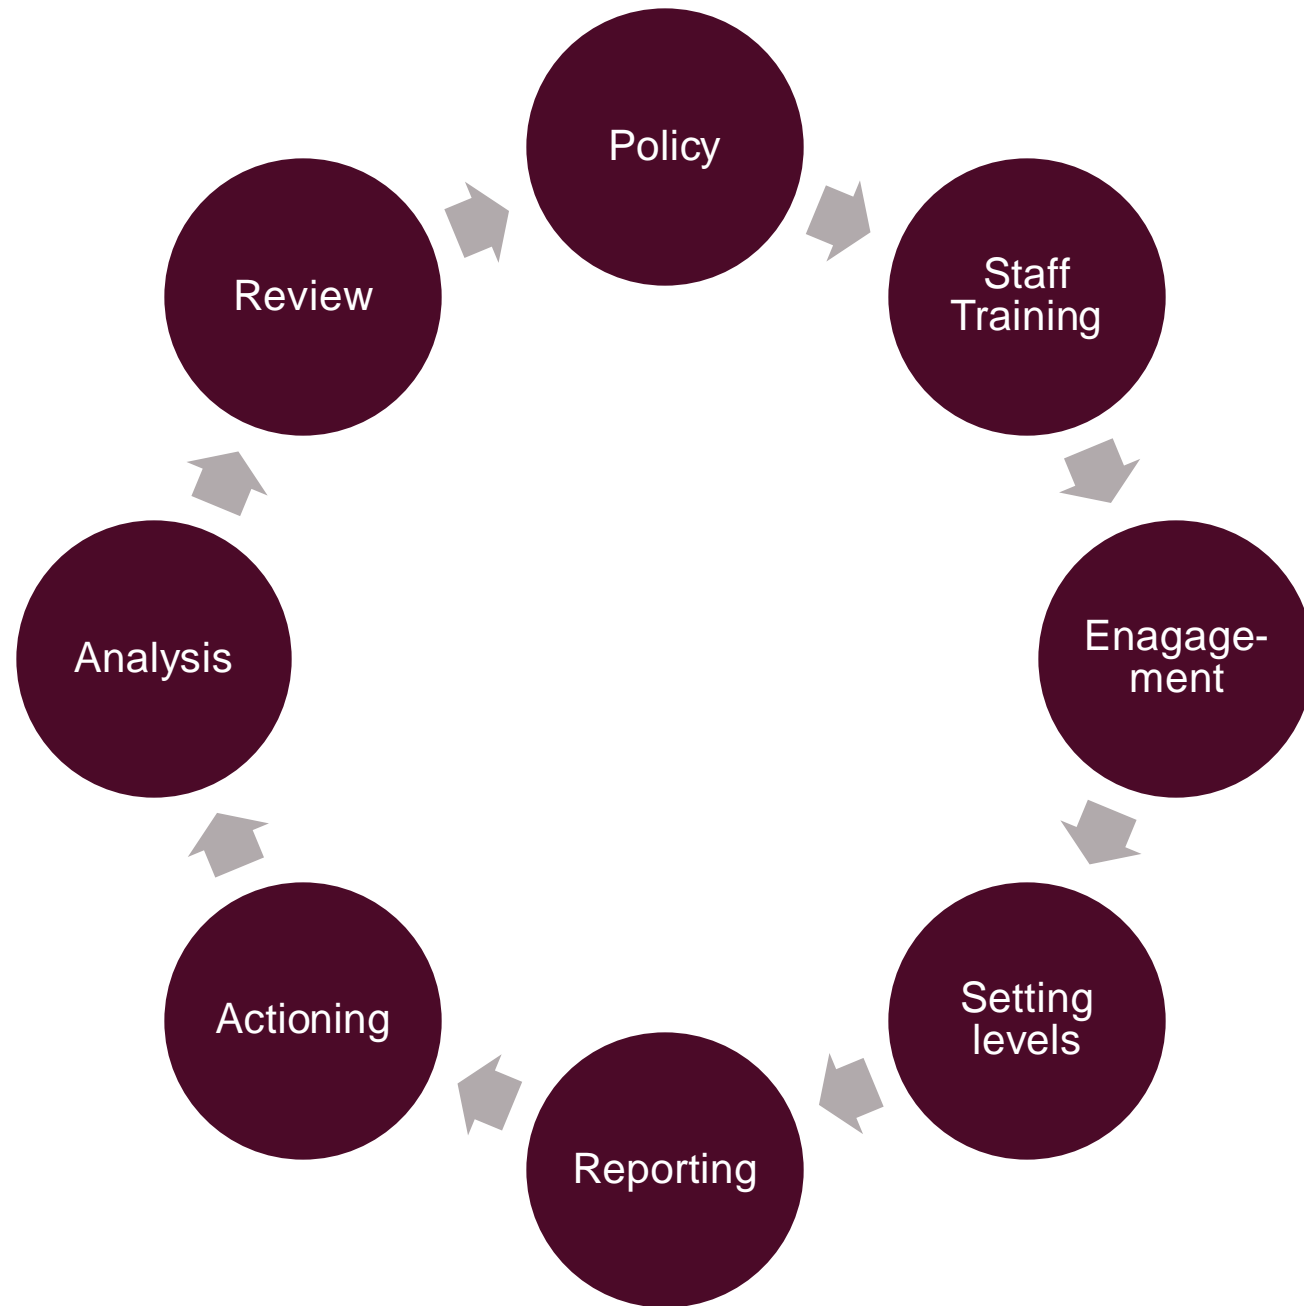 Policy
Staff
Training
Enagage-
ment
Setting
levels
Reporting
Actioning
Analysis
Review